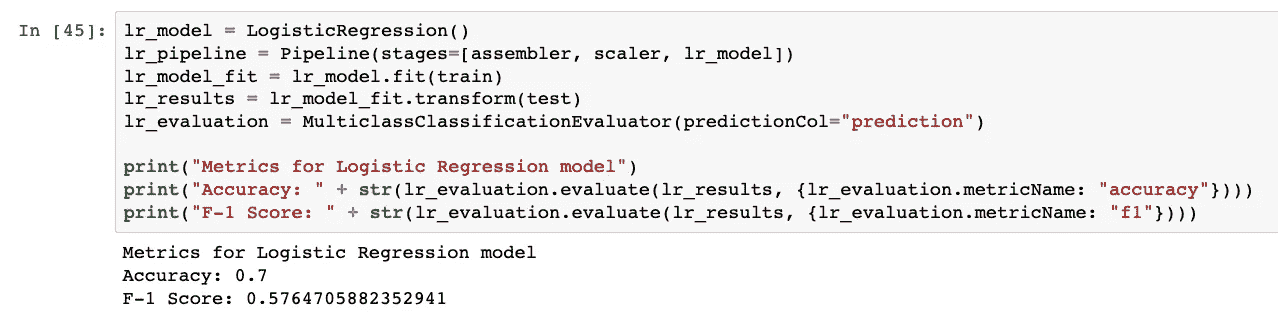 In [45]: lr_model = LogisticRegression()
lr_pipeline = Pipeline(stages=[assembler, scaler, lr_model])
lr_model_fit = lr_model.fit(train)
lr_results = lr_model_fit.transform(test)
lr_evaluation = MulticlassClassificationEvaluator(predictionCol="prediction")
print("Metrics for Logistic Regression model")
print("Accuracy: " + str(lr_evaluation.evaluate(lr_results, {lr_evaluation.metricName: "accuracy"})))
print("F-1 Score: " + str(lr_evaluation.evaluate(lr_results, {lr_evaluation.metricName: "f1"})))
Metrics for Logistic Regression model
Accuracy: 0.7
F-1 Score: 0.5764705882352941